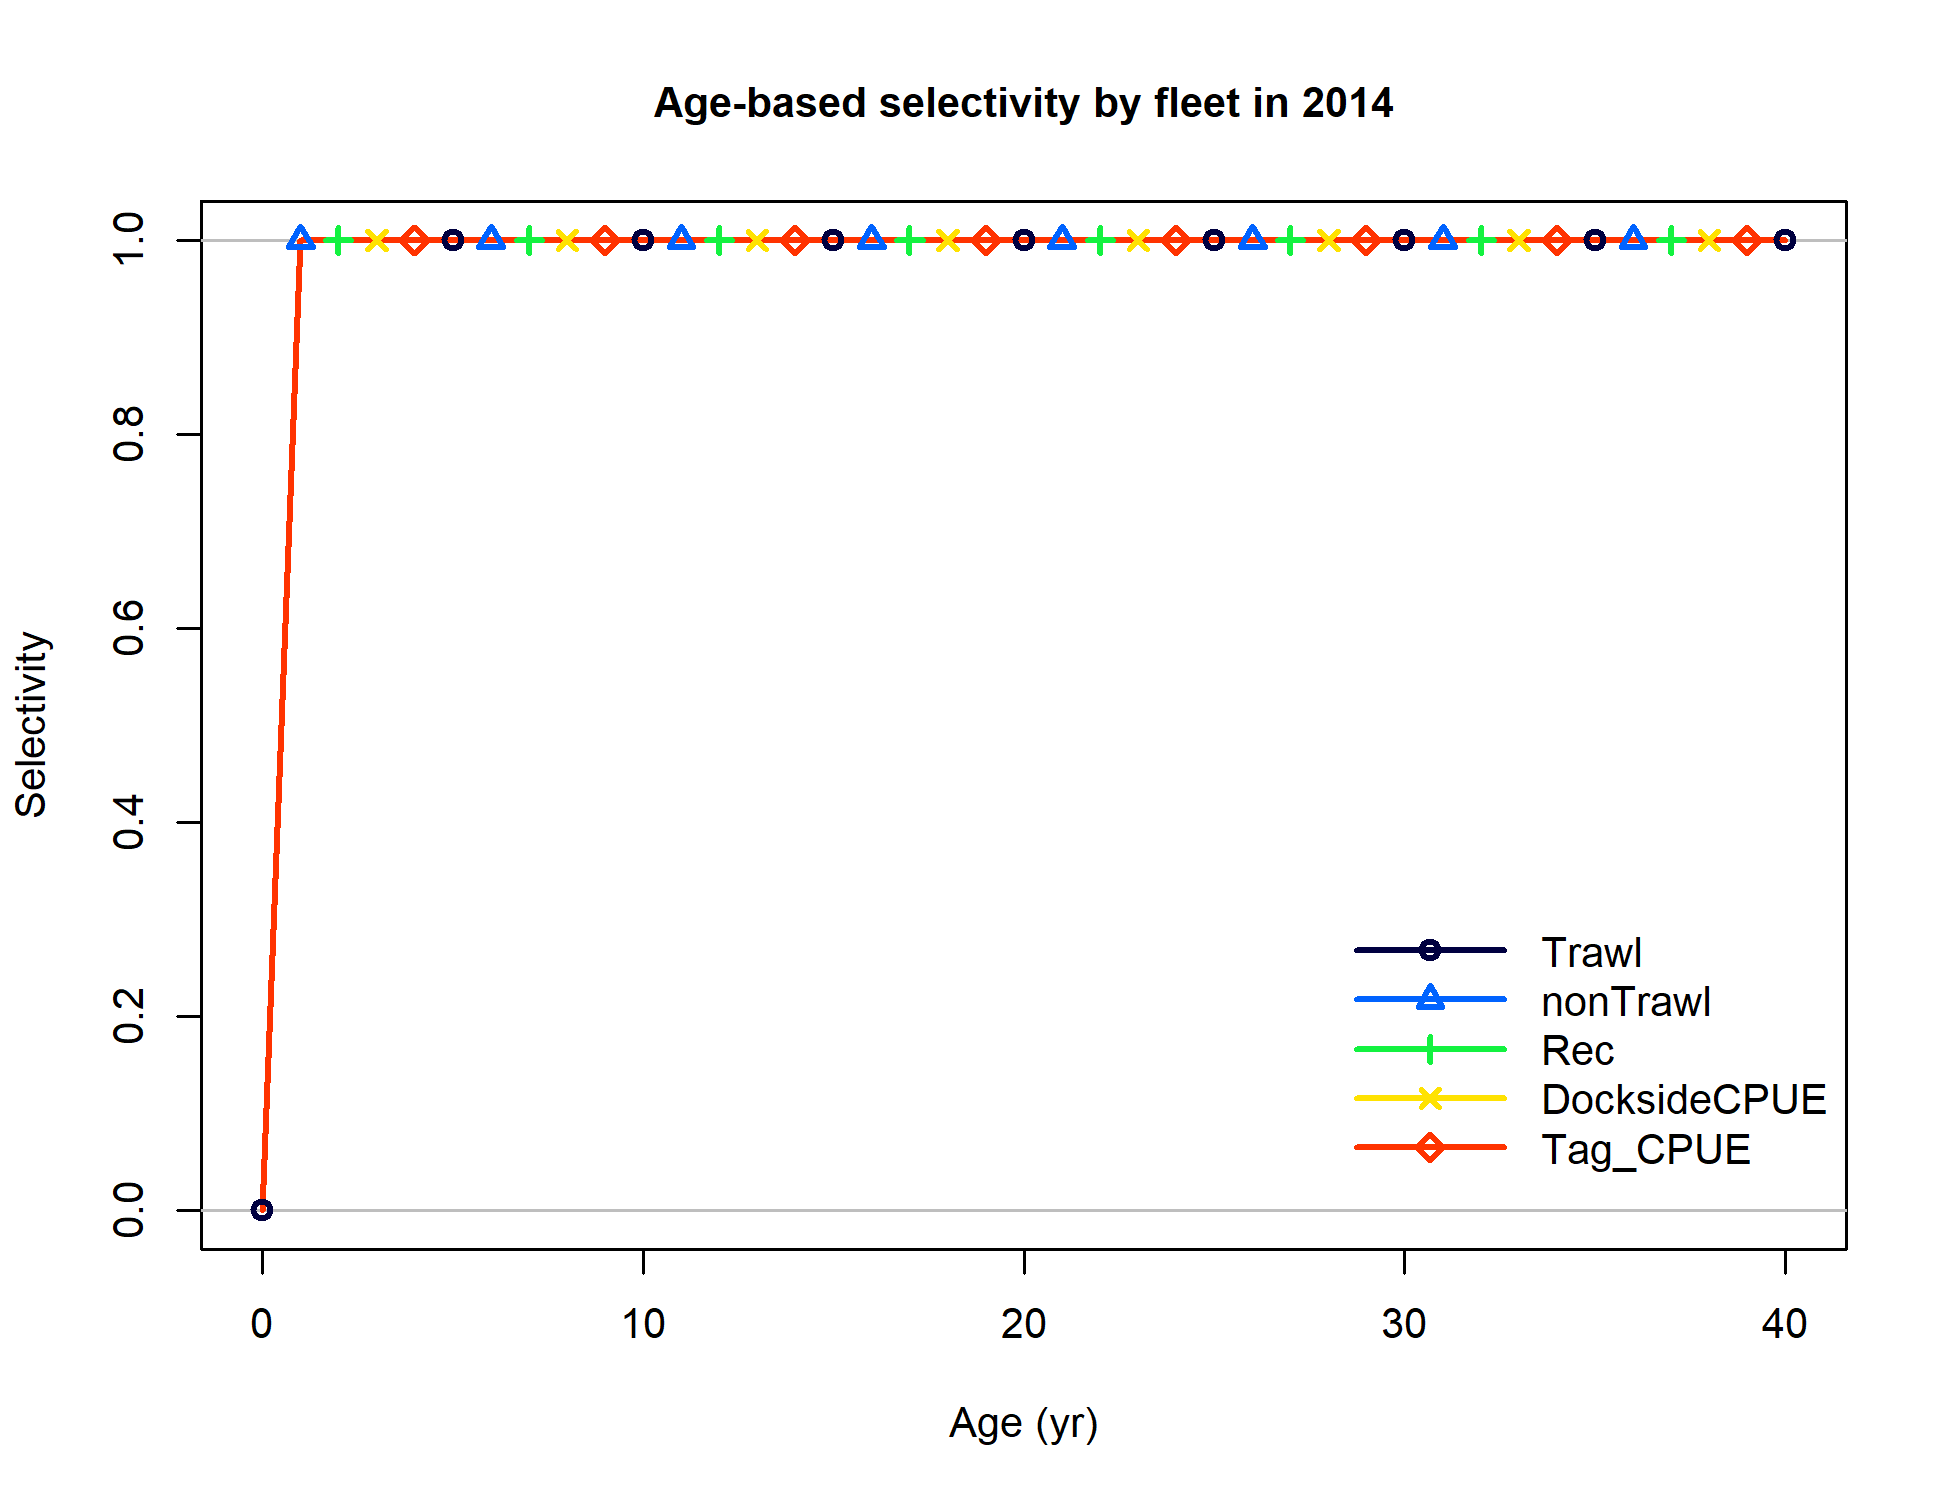 Age-based selectivity by fleet in 2014
Selectivity
1.0
0.8
0.6
0.4
0.2
0.0
Trawl
nonTrawl
Rec
DocksideCPUE
Tag_CPUE
0 10 20 30 40
Age (yr)